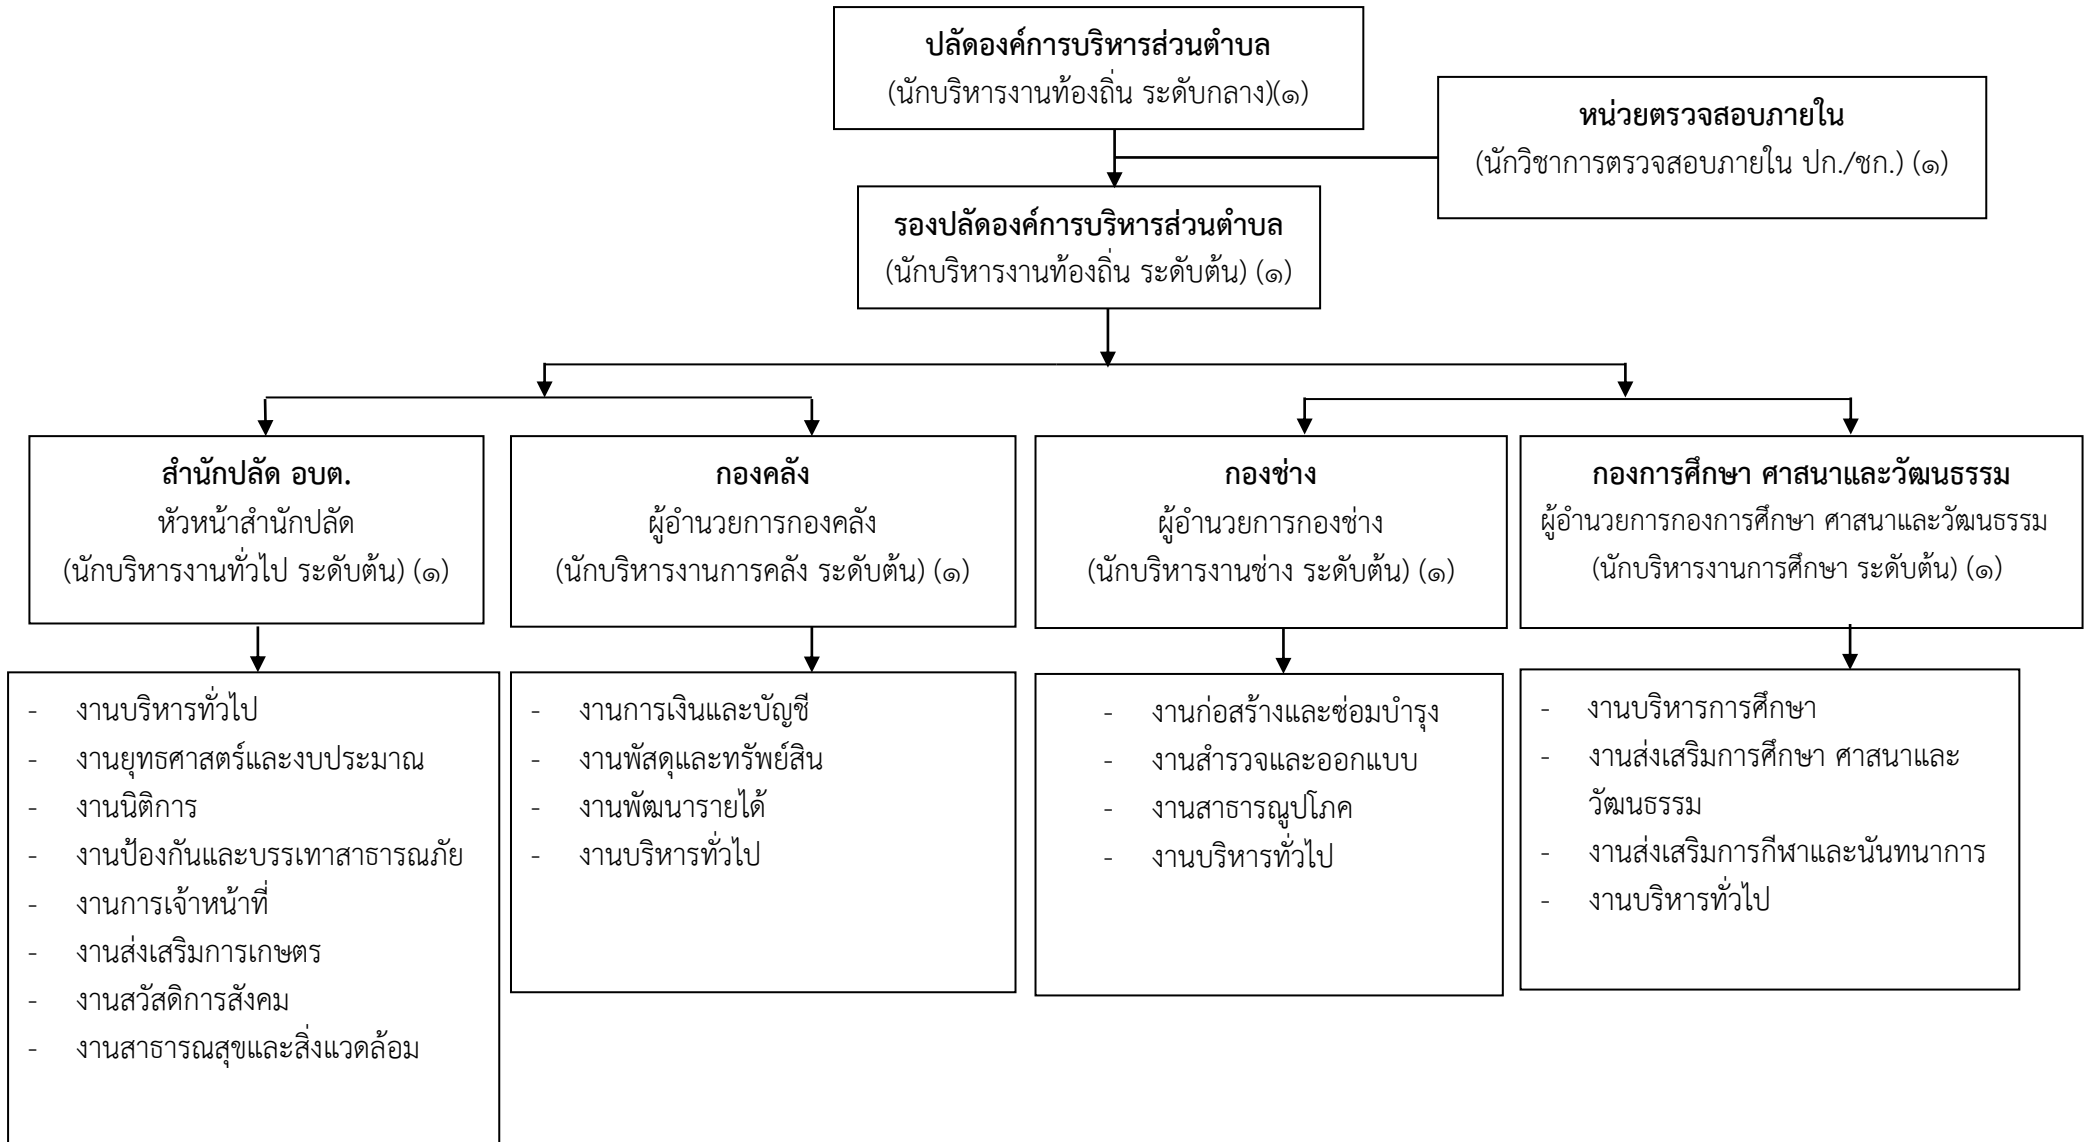 ปลัดองค์การบริหารส่วนตำบล
(นักบริหารงานท้องถิ่น ระดับกลาง)(๑)
หน่วยตรวจสอบภายใน
(นักวิชาการตรวจสอบภายใน ปก./ชก.) (๑)
รองปลัดองค์การบริหารส่วนตำบล
(นักบริหารงานท้องถิ่น ระดับต้น) (๑)
สำนักปลัด อบต.
หัวหน้าสำนักปลัด
(นักบริหารงานทั่วไป ระดับต้น) (๑)
กองคลัง
ผู้อำนวยการกองคลัง
(นักบริหารงานการคลัง ระดับต้น) (๑)
กองช่าง
ผู้อำนวยการกองช่าง
(นักบริหารงานช่าง ระดับต้น) (๑)
กองการศึกษา ศาสนาและวัฒนธรรม
ผู้อำนวยการกองการศึกษา ศาสนาและวัฒนธรรม
(นักบริหารงานการศึกษา ระดับต้น) (๑)
- งานบริหารทั่วไป
- งานยุทธศาสตร์และงบประมาณ
- งานนิติการ
- งานป้องกันและบรรเทาสาธารณภัย
- งานการเจ้าหน้าที่
- งานส่งเสริมการเกษตร
- งานสวัสดิการสังคม
- งานสาธารณสุขและสิ่งแวดล้อม
- งานการเงินและบัญชี
- งานพัสดุและทรัพย์สิน
- งานพัฒนารายได้
- งานบริหารทั่วไป
- งานก่อสร้างและซ่อมบำรุง
- งานสำรวจและออกแบบ
- งานสาธารณูปโภค
- งานบริหารทั่วไป
- งานบริหารการศึกษา
- งานส่งเสริมการศึกษา ศาสนาและ
วัฒนธรรม
- งานส่งเสริมการกีฬาและนันทนาการ
- งานบริหารทั่วไป